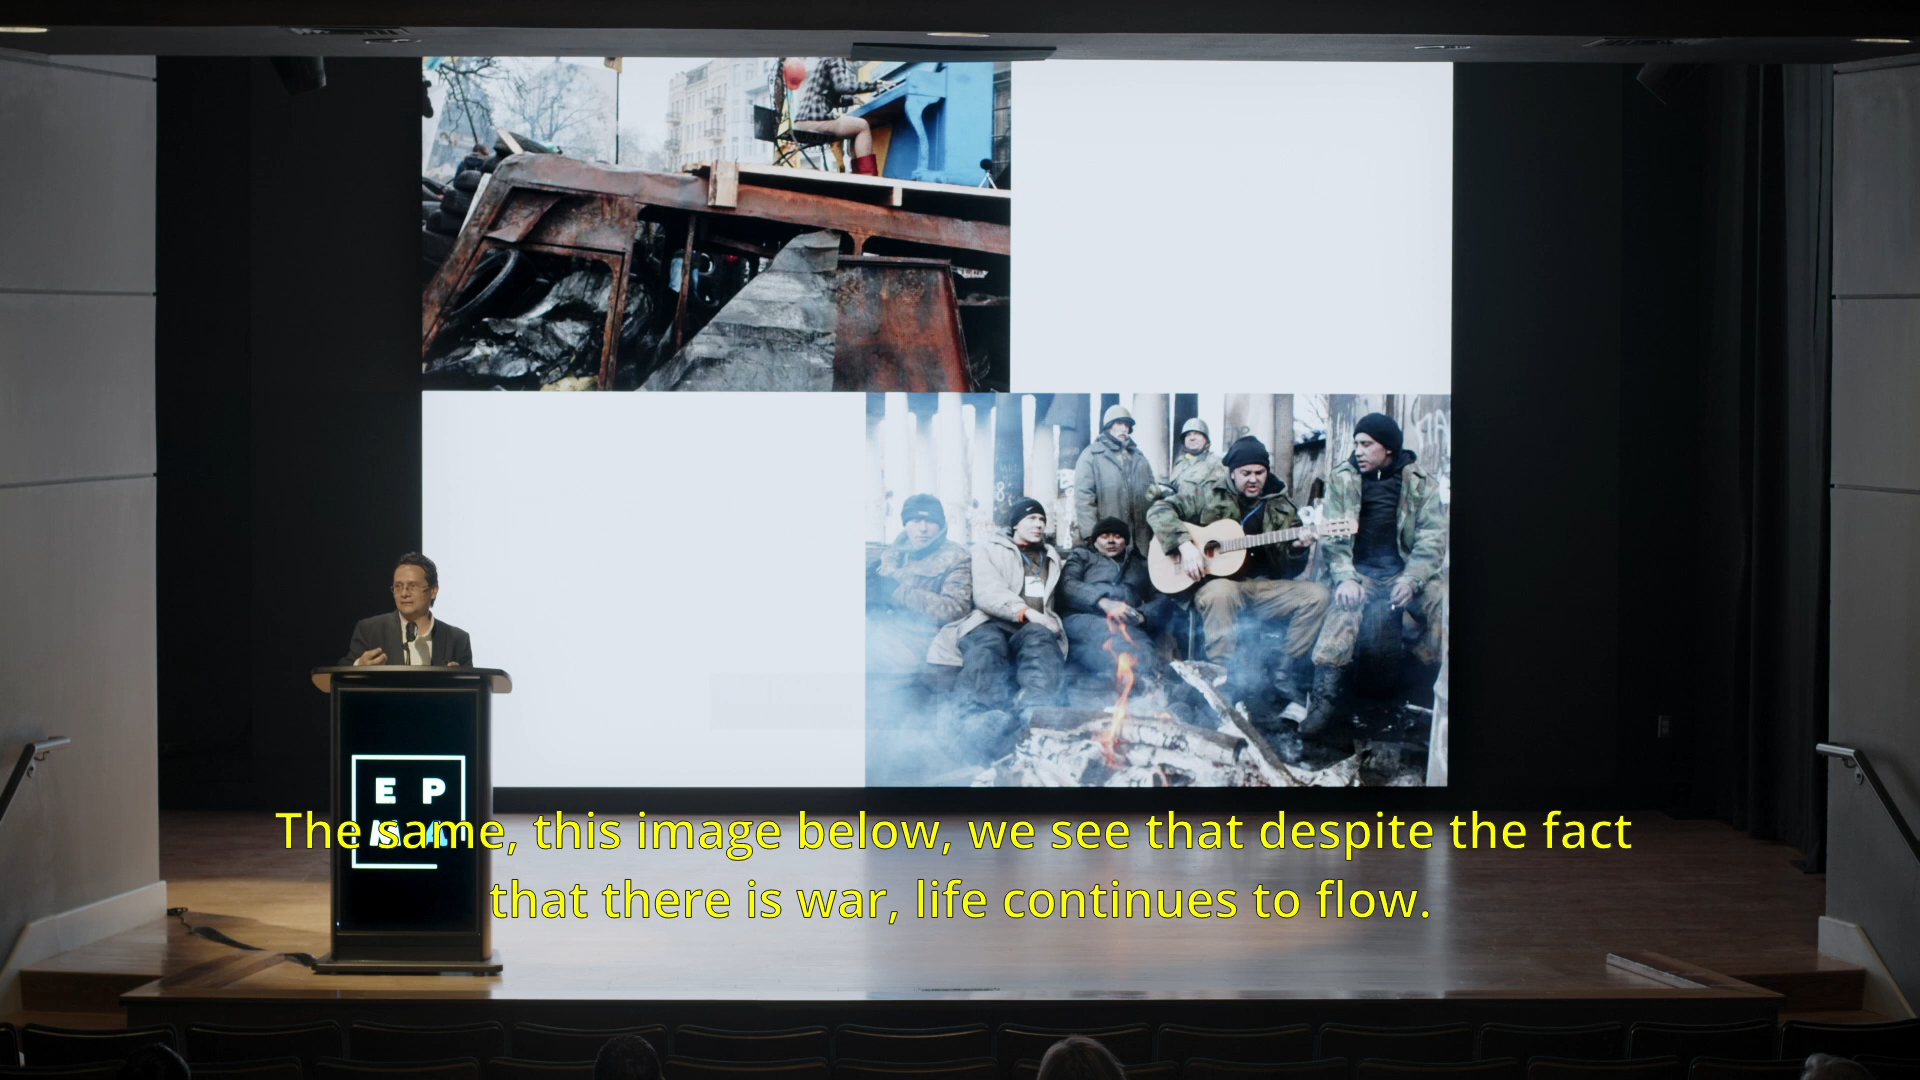 E P
M A
The same, this image below, we see that despite the fact
that there is war, life continues to flow.